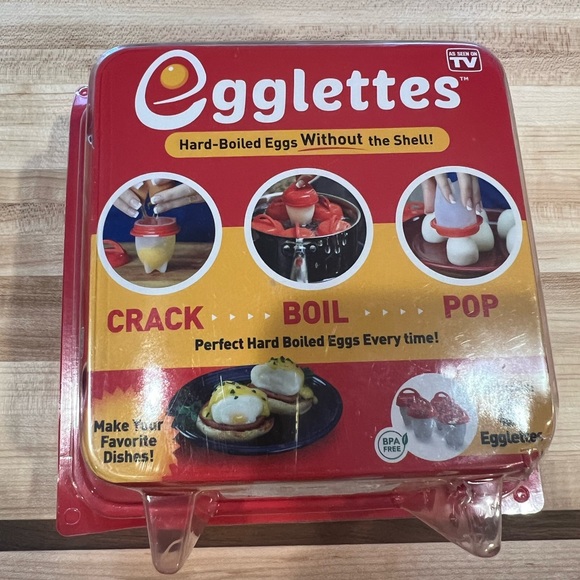 AS SEEN ON
TV
Egglettes™
Hard-Boiled Eggs Without the Shell!
CRACK
BOIL
POP
Perfect Hard Boiled Eggs Every time!
Make Your
Favorite
Dishes!
BPA
FREE
Egglettes